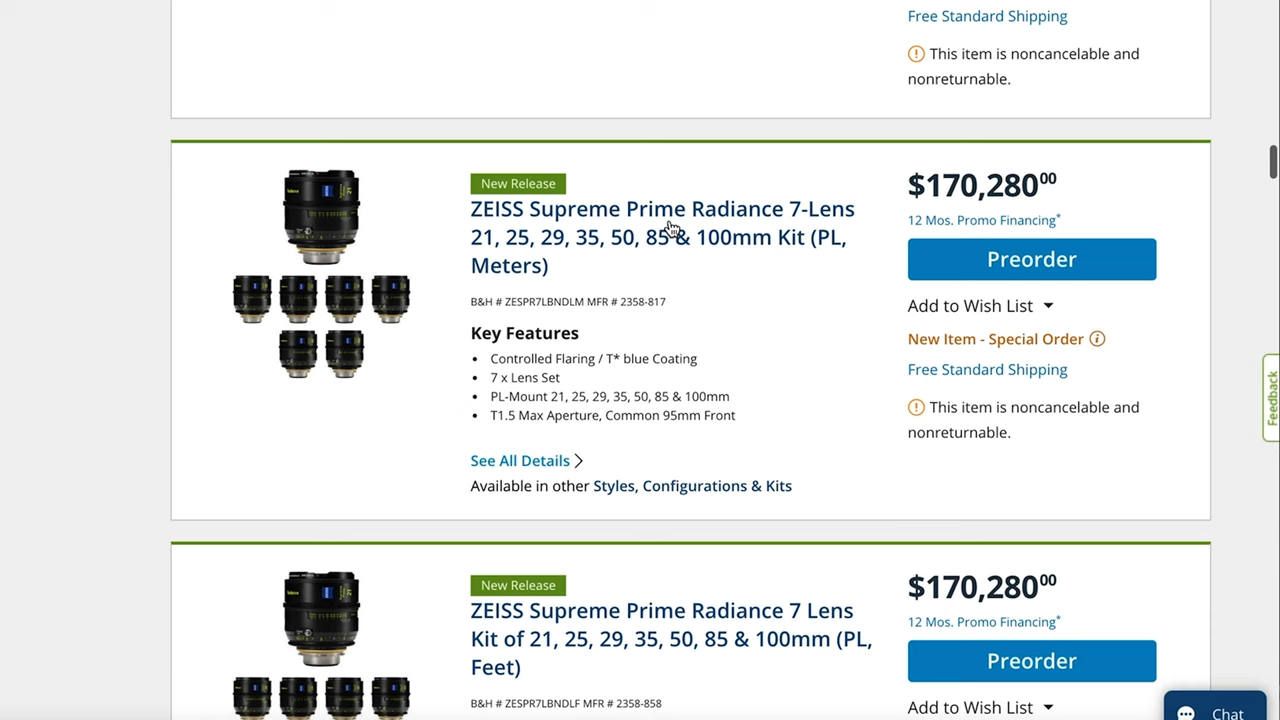 Free Standard Shipping
This item is noncancelable and
nonreturnable.
New Release
ZEISS Supreme Prime Radiance 7-Lens
21, 25, 29, 35, 50, 85 & 100mm Kit (PL,
Meters)
B&H # ZESPR7LBNDLM MFR # 2358-817
Key Features
• Controlled Flaring / T* blue Coating
• 7 x Lens Set
• PL-Mount 21, 25, 29, 35, 50, 85 & 100mm
• T1.5 Max Aperture, Common 95mm Front
See All Details
Available in other Styles, Configurations & Kits
$170,28000
12 Mos. Promo Financing*
Preorder
Add to Wish List
New Item - Special Order
Free Standard Shipping
This item is noncancelable and
nonreturnable.
Feedback
New Release
ZEISS Supreme Prime Radiance 7 Lens
Kit of 21, 25, 29, 35, 50, 85 & 100mm (PL,
Feet)
B&H # ZESPR7LBNDLF MFR # 2358-858
$170,28000
12 Mos. Promo Financing*
Preorder
Add to Wish List
Chat